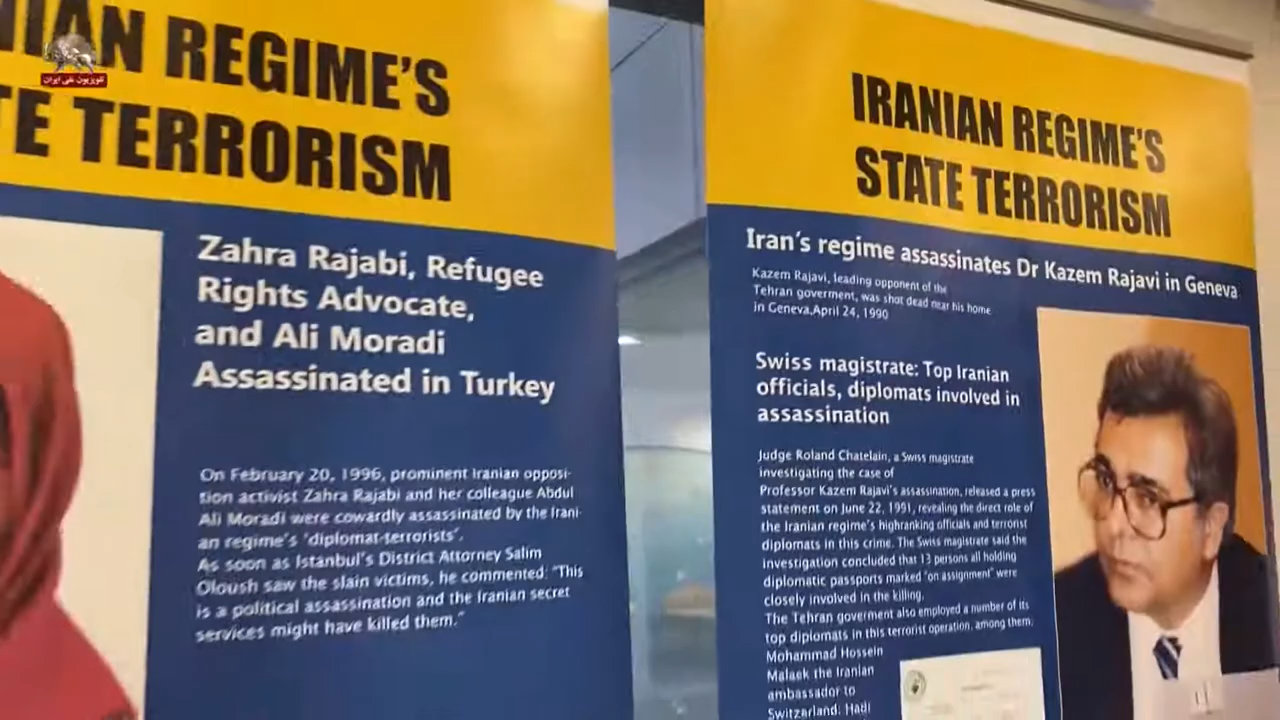 تلویزیون ملی ایران
IAN REGIME'S
TE TERRORISM
Zahra Rajabi, Refugee
Rights Advocate,
and Ali Moradi
Assassinated in Turkey
On February 20, 1996, prominent Iranian opposi-
tion activist Zahra Rajabi and her colleague Abdul
Ali Moradi were cowardly assassinated by the Irani-
an regime's 'diplomat-terrorists'.
As soon as Istanbul's District Attorney Salim
Oloush saw the slain victims, he commented: "This
is a political assassination and the Iranian secret
services might have killed them."
IRANIAN REGIME'S
STATE TERRORISM
Iran's regime assassinates Dr Kazem Rajavi in Geneva
Kazem Rajavi, leading opponent of the
Tehran goverment, was shot dead near his home
in Geneva,April 24, 1990
Swiss magistrate: Top Iranian
officials, diplomats involved in
assassination
Judge Roland Chatelain, a Swiss magistrate
investigating the case of
Professor Kazem Rajavi's assassination, released a press
statement on June 22, 1991, revealing the direct role of
the Iranian regime's highranking officials and terrorist
diplomats in this crime. The Swiss magistrate said the
investigation concluded that 13 persons all holding
diplomatic passports marked "on assignment" were
closely involved in the killing.
The Tehran goverment also employed a number of its
top diplomats in this terrorist operation, among them:
Mohammad Hossein
Malaek the Iranian
ambassador to
Switzerland; Hadi